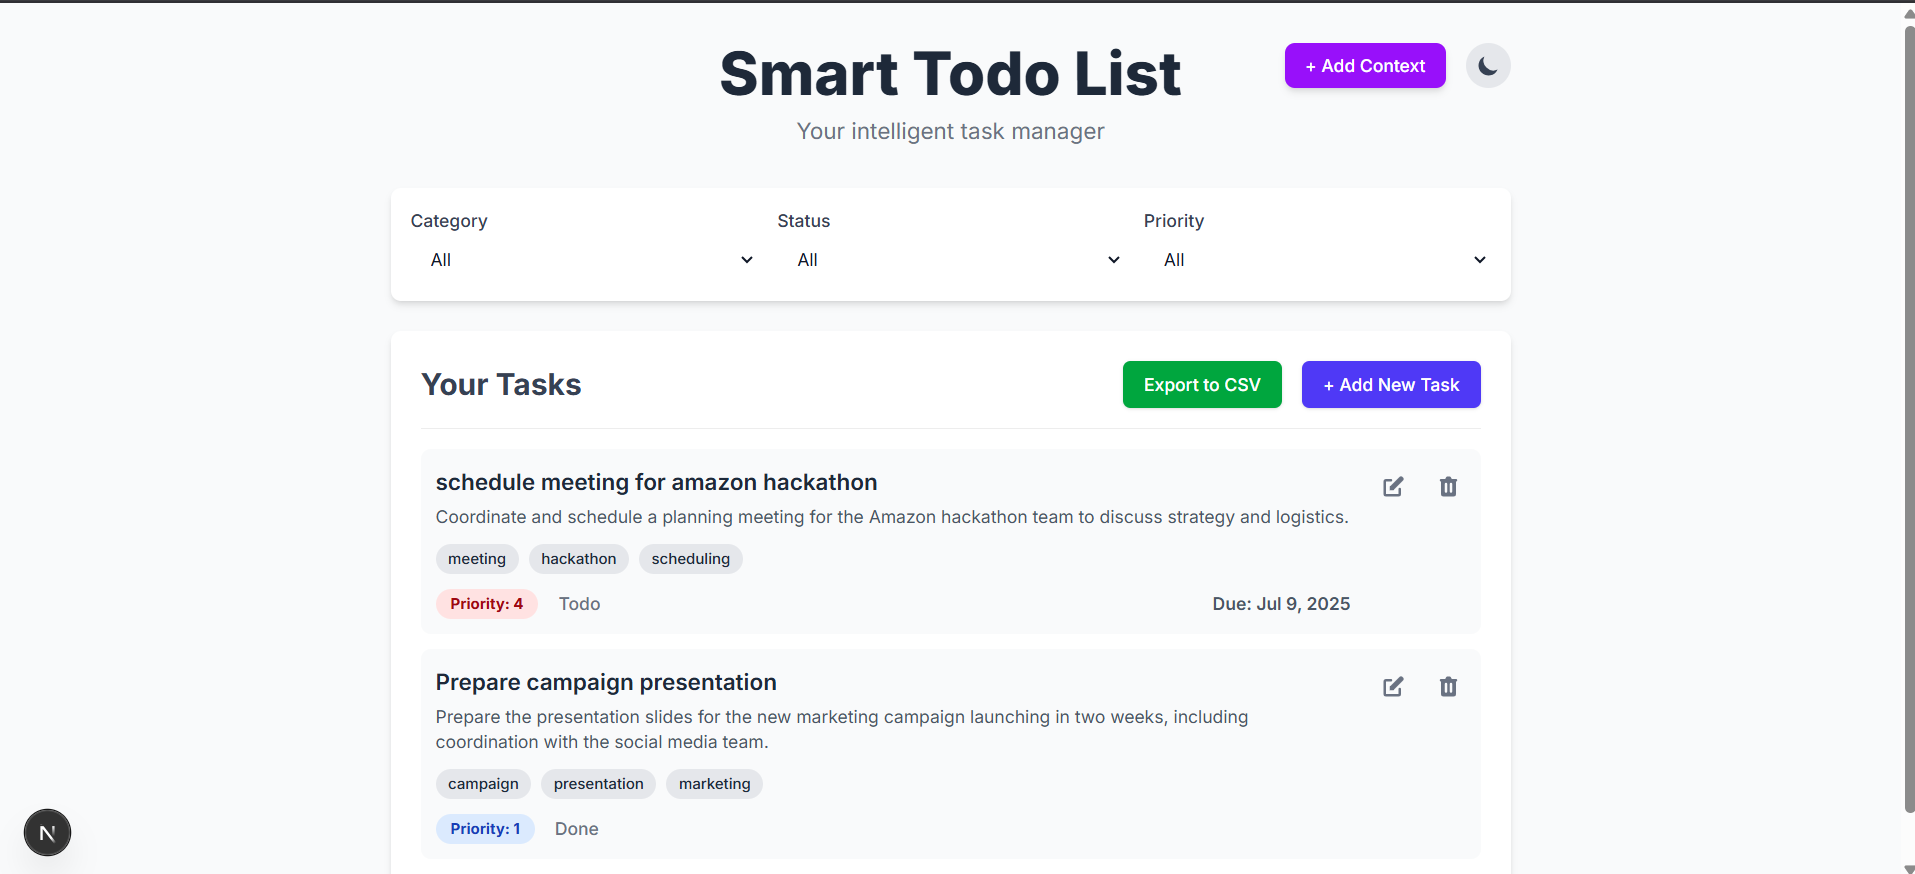 Smart Todo List
+ Add Context
Your intelligent task manager
Category
Status
Priority
All
All
All
Your Tasks
Export to CSV
+ Add New Task
schedule meeting for amazon hackathon
Coordinate and schedule a planning meeting for the Amazon hackathon team to discuss strategy and logistics.
meeting
hackathon
scheduling
Priority: 4
Todo
Due: Jul 9, 2025
Prepare campaign presentation
Prepare the presentation slides for the new marketing campaign launching in two weeks, including
coordination with the social media team.
campaign
presentation
marketing
Priority: 1
Done
N